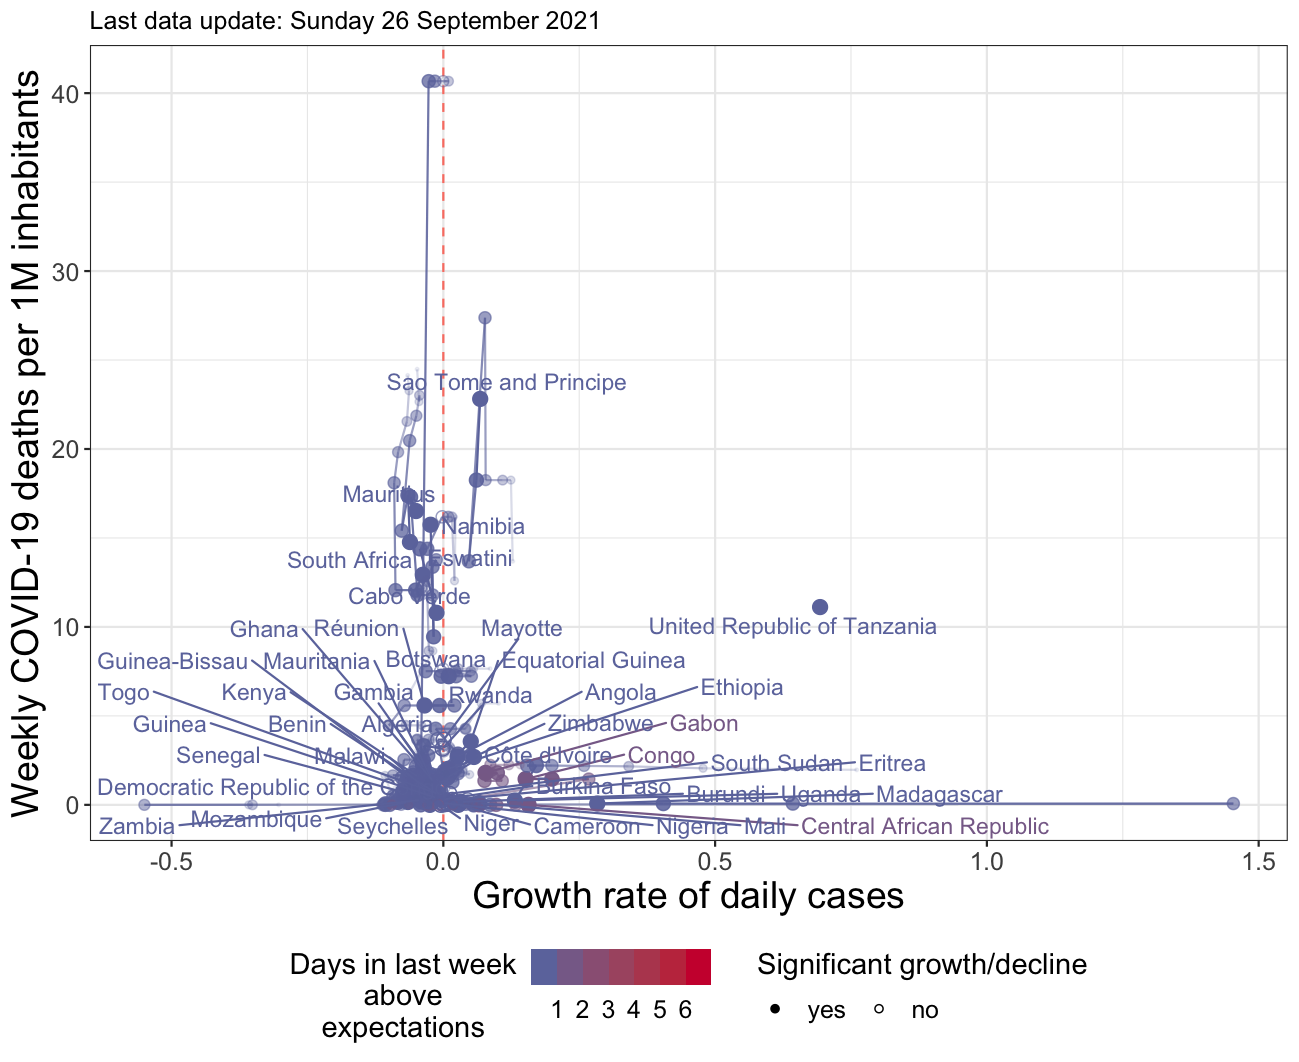 Last data update: Sunday 26 September 2021
Weekly COVID-19 deaths per 1M inhabitants
40
30
20
10
0
Sao Tome and Principe
Mauritius
Namibia
South Africa
Eswatini
Cabo Verde
United Republic of Tanzania
Ghana
Réunion
Mayotte
Guinea-Bissau
Mauritania
Botswana
Equatorial Guinea
Togo
Kenya
Gambia
Rwanda
Angola
Ethiopia
Guinea
Benin
Algeria
Zimbabwe
Gabon
Senegal
Malawi
Côte d'Ivoire
Congo
South Sudan
Eritrea
Democratic Republic of the
Burkina Faso
Burundi
Uganda
Madagascar
Zambia
Mozambique
Seychelles
Niger
Cameroon
Nigeria
Mali
Central African Republic
-0.5
0.0
0.5
1.0
1.5
Growth rate of daily cases
Days in last week
above
expectations
1 2 3 4 5 6
Significant growth/decline
yes
no